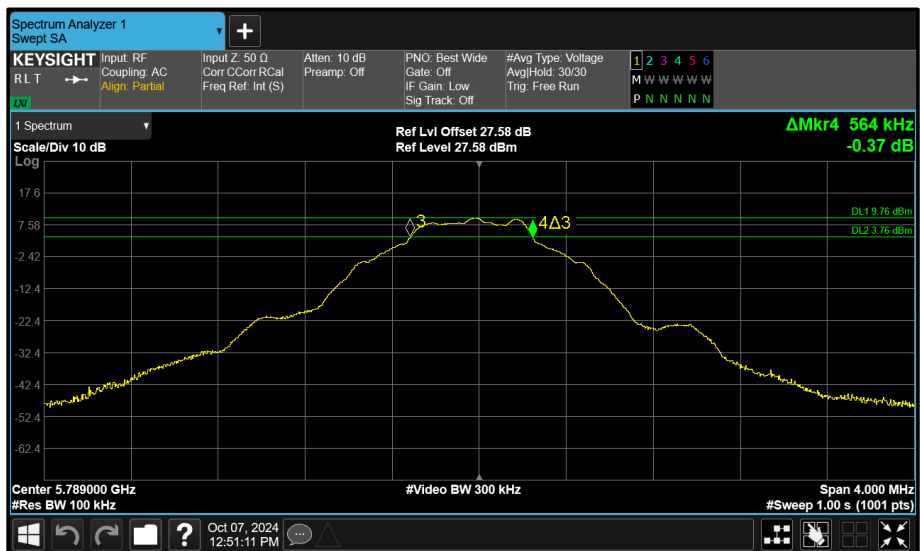 Spectrum Analyzer 1
Swept SA
+
KEYSIGHT
R L T
LXI
Input: RF
Coupling: AC
Align: Partial
Input Z: 50 Ω
Corr CCorr RCal
Freq Ref: Int (S)
Atten: 10 dB
Preamp: Off
PNO: Best Wide
Gate: Off
IF Gain: Low
Sig Track: Off
#Avg Type: Voltage
Avg|Hold: 30/30
Trig: Free Run
1 2 3 4 5 6
M W W W W W
P N N N N N
1 Spectrum
Scale/Div 10 dB
Ref Lvl Offset 27.58 dB
Ref Level 27.58 dBm
ΔMkr4 564 kHz
-0.37 dB
Log
17.6
7.58
-2.42
-12.4
-22.4
-32.4
-42.4
-52.4
-62.4
3
4Δ3
DL1 9.76 dBm
DL2 3.76 dBm
Center 5.789000 GHz
#Res BW 100 kHz
#Video BW 300 kHz
Span 4.000 MHz
#Sweep 1.00 s (1001 pts)
?
Oct 07, 2024
12:51:11 PM